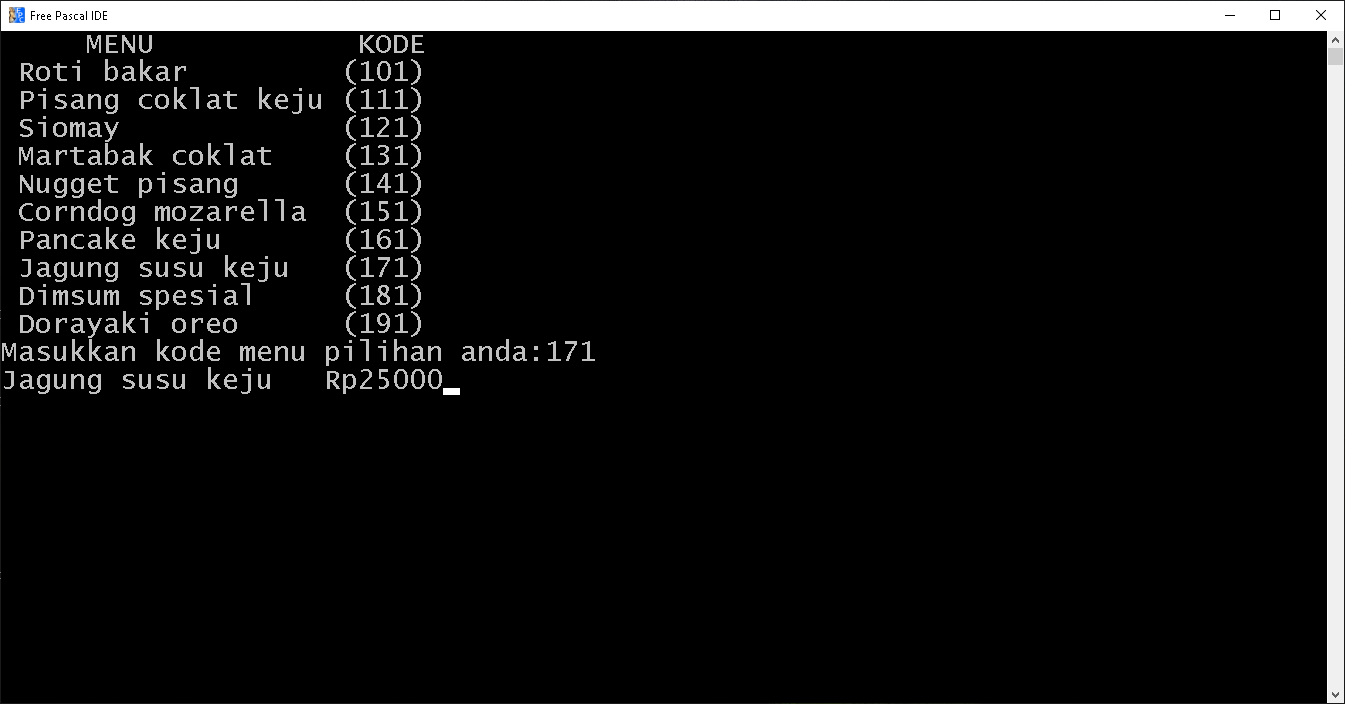 Free Pascal IDE
MENU KODE
Roti bakar (101)
Pisang coklat keju (111)
Siomay (121)
Martabak coklat (131)
Nugget pisang (141)
Corndog mozarella (151)
Pancake keju (161)
Jagung susu keju (171)
Dimsum spesial (181)
Dorayaki oreo (191)
Masukkan kode menu pilihan anda:171
Jagung susu keju Rp25000